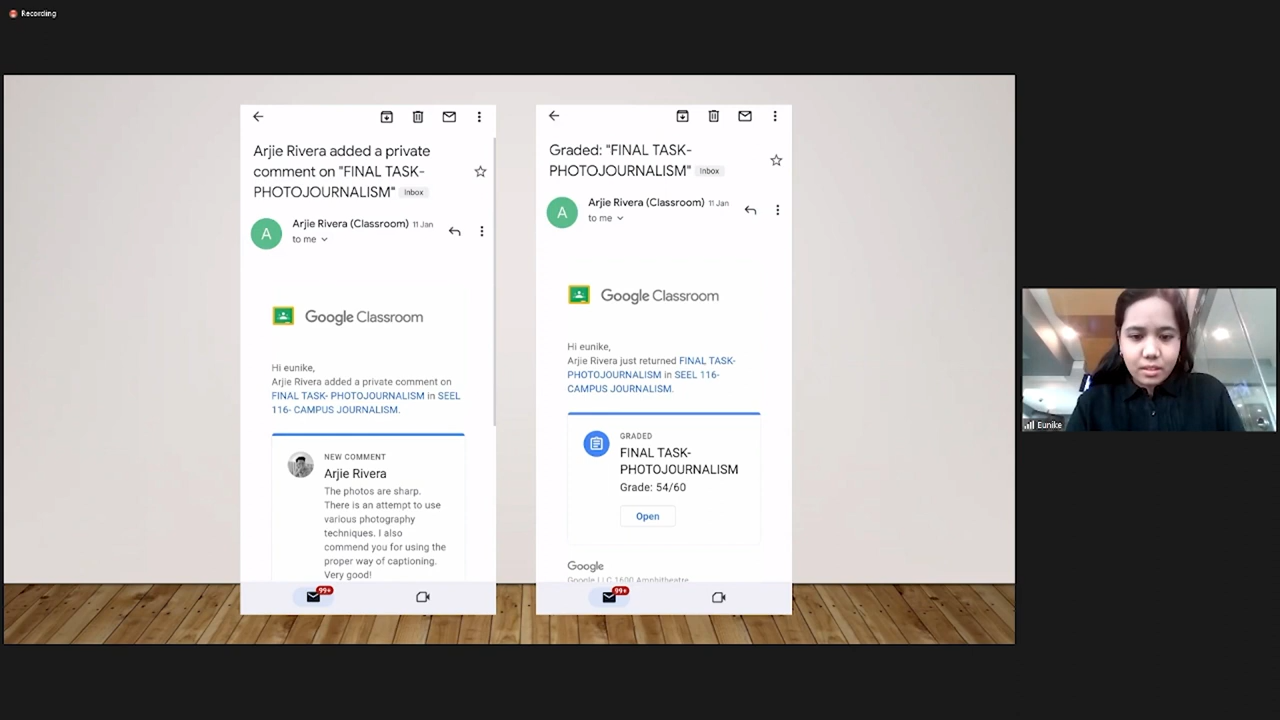 Recording
Arjie Rivera added a private
comment on "FINAL TASK-
PHOTOJOURNALISM" Inbox
A
Arjie Rivera (Classroom) 11 Jan
to me
Google Classroom
Hi eunike,
Arjie Rivera added a private comment on
FINAL TASK- PHOTOJOURNALISM in SEEL
116- CAMPUS JOURNALISM.
NEW COMMENT
Arjie Rivera
The photos are sharp.
There is an attempt to use
various photography
techniques. I also
commend you for using the
proper way of captioning.
Very good!
99+
Graded: "FINAL TASK-
PHOTOJOURNALISM" Inbox
A
Arjie Rivera (Classroom) 11 Jan
to me
Google Classroom
Hi eunike,
Arjie Rivera just returned FINAL TASK-
PHOTOJOURNALISM in SEEL 116-
CAMPUS JOURNALISM.
GRADED
FINAL TASK-
PHOTOJOURNALISM
Grade: 54/60
Open
Google
Google LLC 1600 Amphitheatre
99+
Eunike